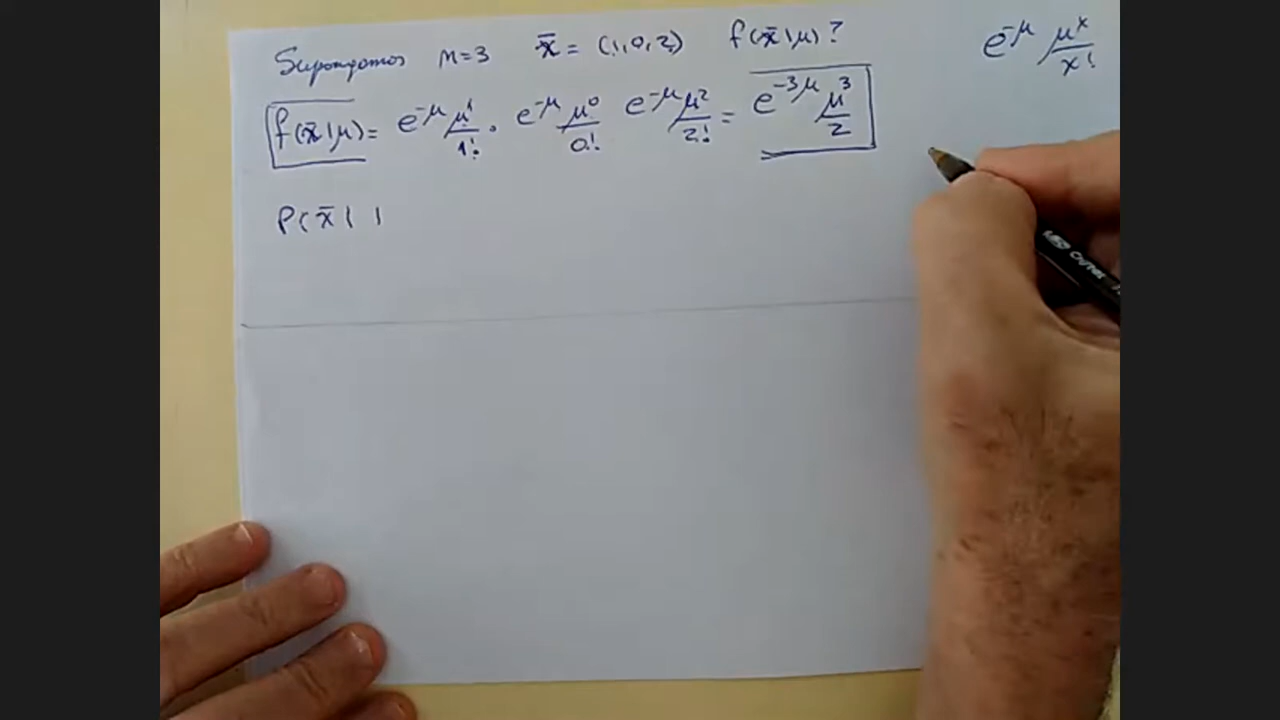 Supongamos n=3 x̄ = (1,0,2) f(x̄|μ)? e^-μ μ^x/x!
f(x̄|μ) = e^-μ μ^1/1! · e^-μ μ^0/0! e^-μ μ^2/2! = e^-3μ μ^3/2
P(x̄| |